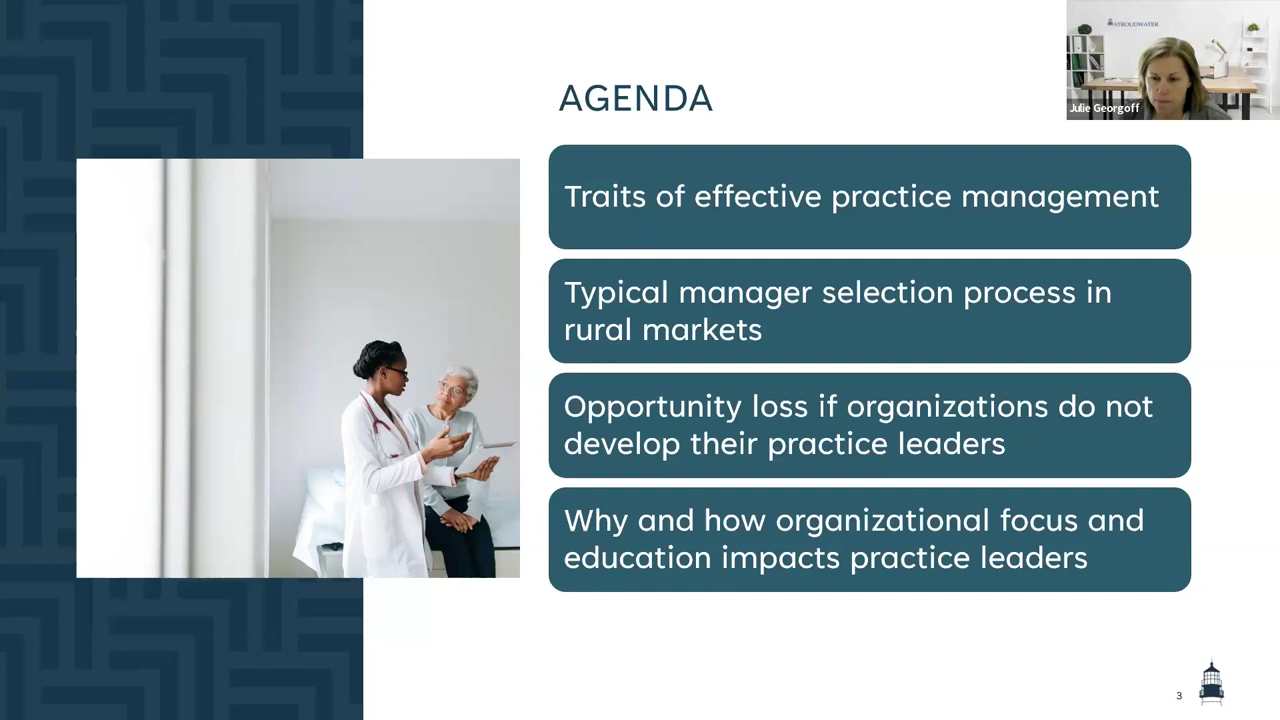 STROUDWATER
Julie Georgoff
AGENDA
Traits of effective practice management
Typical manager selection process in
rural markets
Opportunity loss if organizations do not
develop their practice leaders
Why and how organizational focus and
education impacts practice leaders
3